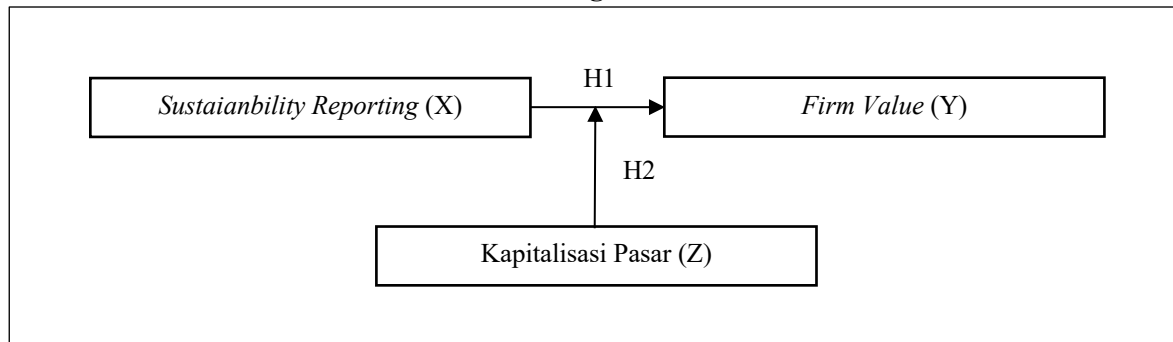 H1
Sustaianbility Reporting (X)
Firm Value (Y)
H2
Kapitalisasi Pasar (Z)